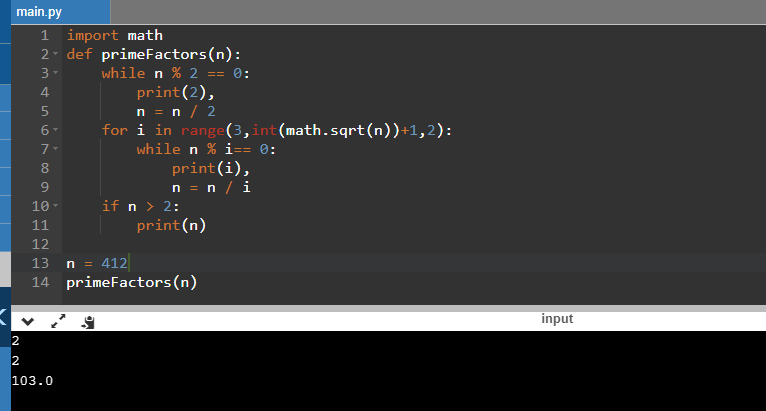 main.py
1 import math
2 def primeFactors(n):
3     while n % 2 == 0:
4         print(2),
5         n = n / 2
6     for i in range(3,int(math.sqrt(n))+1,2):
7         while n % i== 0:
8             print(i),
9             n = n / i
10     if n > 2:
11         print(n)
12
13 n = 412
14 primeFactors(n)
input
2
2
103.0